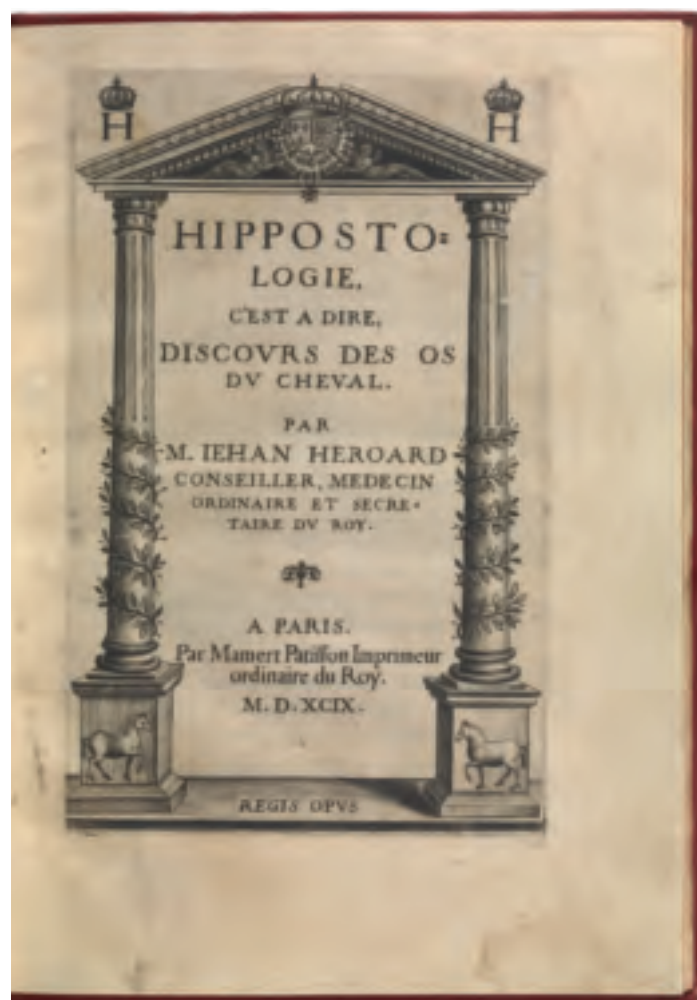 H H
HIPPOSTO=
LOGIE,
C'EST A DIRE,
DISCOVRS DES OS
DV CHEVAL.
PAR
M. IEHAN HEROARD
CONSEILLER, MEDECIN
ORDINAIRE ET SECRE-
TAIRE DV ROY.
A PARIS.
Par Mamert Patiſſon Imprimeur
ordinaire du Roy.
M. D. XCIX.
REGIS OPVS